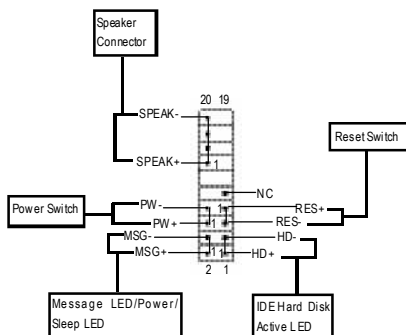 Speaker
Connector
20 19
SPEAK-
Reset Switch
SPEAK+
1
NC
PW-
1
RES+
Power Switch
PW+
1
RES-
MSG-
HD-
MSG+
1
1
HD+
2 1
Message LED/Power/
Sleep LED
IDE Hard Disk
Active LED